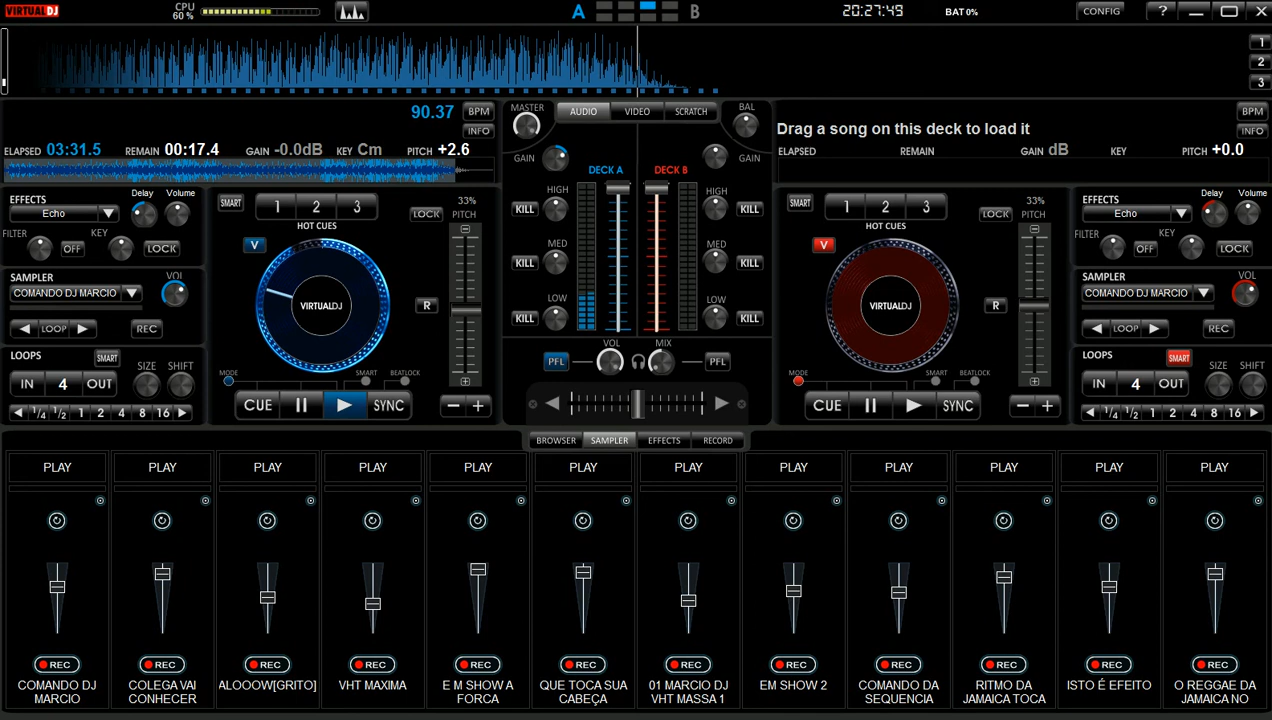 VIRTUALDJ
CPU
60 %
A
B
20:27:49
BAT 0%
CONFIG
?
1
2
3
90.37
BPM
INFO
ELAPSED 03:31.5 REMAIN 00:17.4 GAIN -0.0dB KEY Cm PITCH +2.6
MASTER
AUDIO VIDEO SCRATCH
BAL
Drag a song on this deck to load it
BPM
INFO
ELAPSED REMAIN GAIN dB KEY PITCH +0.0
EFFECTS
Echo
Delay Volume
FILTER OFF KEY LOCK
SAMPLER
COMANDO DJ MARCIO
VOL
LOOP REC
LOOPS SMART
IN 4 OUT
SIZE SHIFT
1/4 1/2 1 2 4 8 16
SMART
1 2 3
HOT CUES
LOCK
33%
PITCH
V
VIRTUALDJ
R
MODE SMART BEATLOCK
CUE SYNC
GAIN GAIN
DECK A DECK B
HIGH HIGH
KILL KILL
MED MED
KILL KILL
LOW LOW
KILL KILL
VOL MIX
PFL PFL
SMART
1 2 3
HOT CUES
LOCK
33%
PITCH
V
VIRTUALDJ
R
MODE SMART BEATLOCK
CUE SYNC
EFFECTS
Echo
Delay Volume
FILTER OFF KEY LOCK
SAMPLER
COMANDO DJ MARCIO
VOL
LOOP REC
LOOPS SMART
IN 4 OUT
SIZE SHIFT
1/4 1/2 1 2 4 8 16
BROWSER SAMPLER EFFECTS RECORD
PLAY PLAY PLAY PLAY PLAY PLAY PLAY PLAY PLAY PLAY PLAY PLAY
REC REC REC REC REC REC REC REC REC REC REC REC
COMANDO DJ
MARCIO
COLEGA VAI
CONHECER
ALOOOW[GRITO]
VHT MAXIMA
E M SHOW A
FORCA
QUE TOCA SUA
CABEÇA
01 MARCIO DJ
VHT MASSA 1
EM SHOW 2
COMANDO DA
SEQUENCIA
RITMO DA
JAMAICA TOCA
ISTO É EFEITO
O REGGAE DA
JAMAICA NO